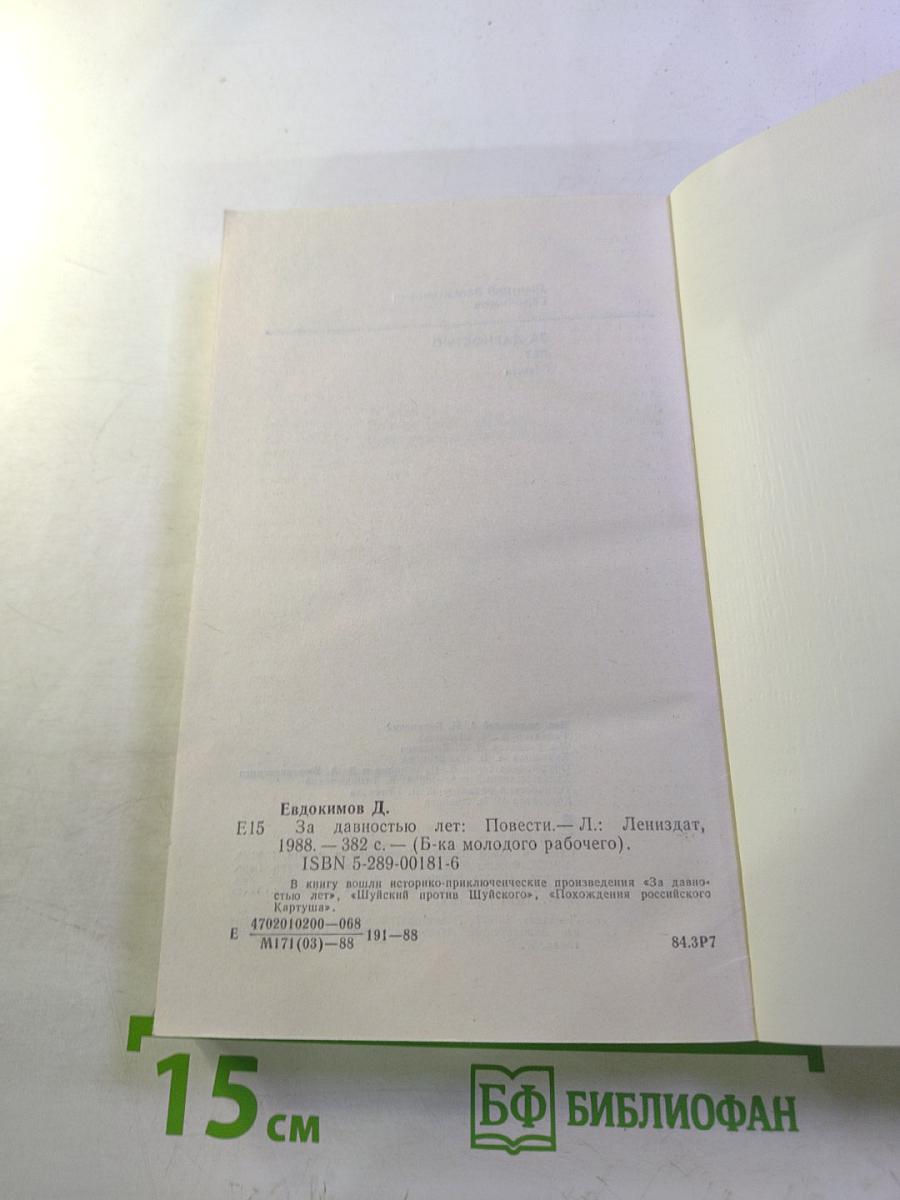 Евдокимов Д.
Е15 За давностью лет: Повести.— Л.: Лениздат,
1988. — 382 с. — (Б-ка молодого рабочего).
ISBN 5-289-00181-6
В книгу вошли историко-приключенческие произведения «За давно-
стью лет», «Шуйский против Шуйского», «Похождения российского
Картуша».
Е 4702010200—068
М171(03)—88 191—88
84.3Р7
15 см
БФ БИБЛИОФАН